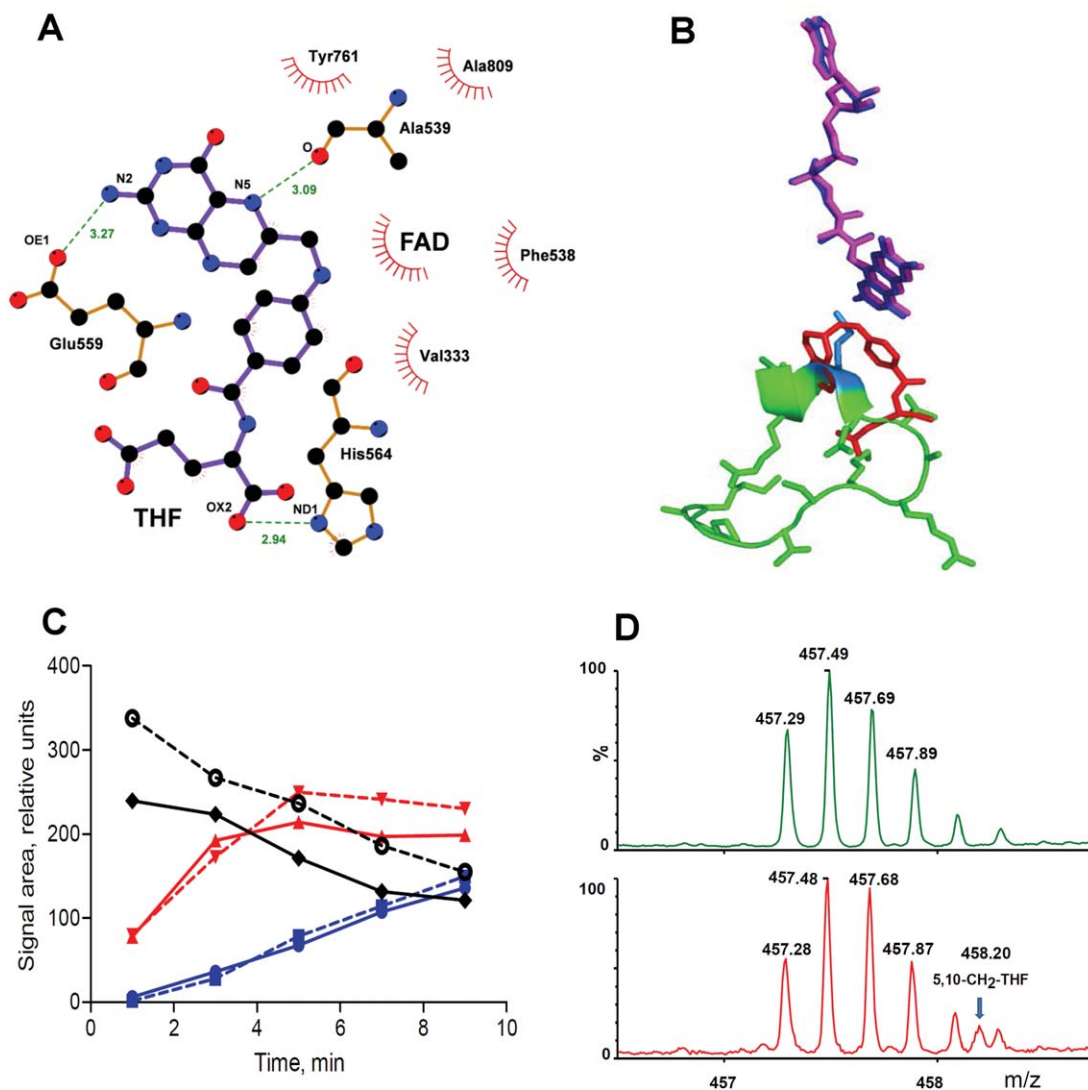 A
Tyr761
Ala809
Ala539
O
N2
N5
3.09
3.27
OE1
FAD
Phe538
Glu559
Val333
His564
THF
OX2
ND1
2.94
B
C
Signal area, relative units
400
300
200
100
0
0 2 4 6 8 10
Time, min
D
100
%
0
457.29
457.49
457.69
457.89
100
0
457.28
457.48
457.68
457.87
458.20
5,10-CH₂-THF
457 458 m/z